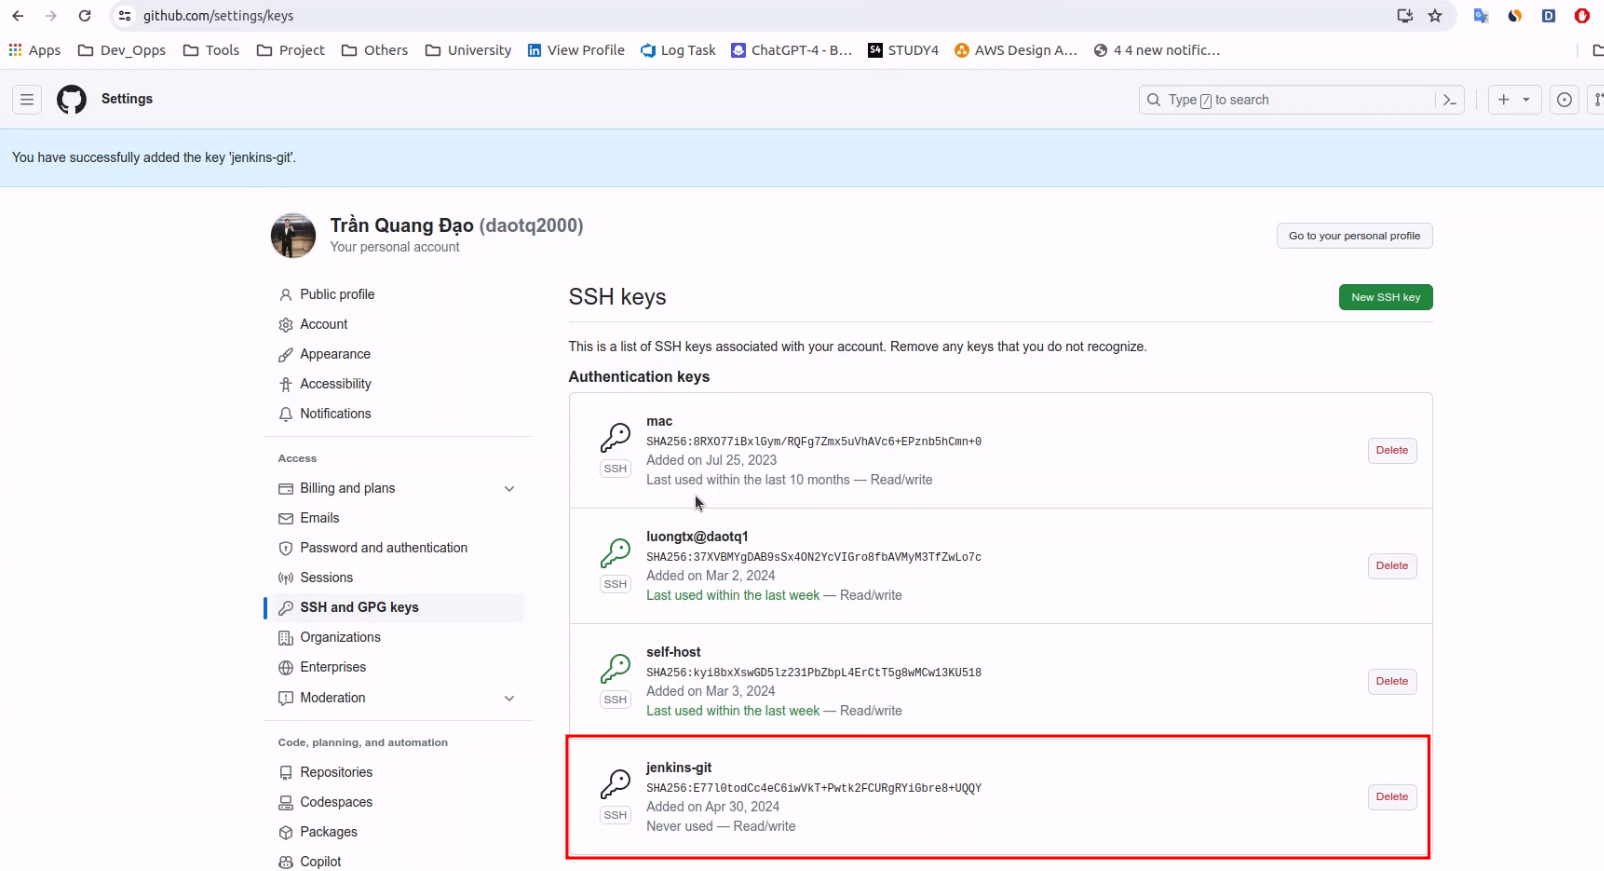 github.com/settings/keys
Apps Dev_Opps Tools Project Others University View Profile Log Task ChatGPT-4 - B... STUDY4 AWS Design A... 4 4 new notific...
Settings
Type / to search
You have successfully added the key 'jenkins-git'.
Trần Quang Đạo (daotq2000)
Your personal account
Go to your personal profile
Public profile
Account
Appearance
Accessibility
Notifications
Access
Billing and plans
Emails
Password and authentication
Sessions
SSH and GPG keys
Organizations
Enterprises
Moderation
Code, planning, and automation
Repositories
Codespaces
Packages
Copilot
SSH keys
New SSH key
This is a list of SSH keys associated with your account. Remove any keys that you do not recognize.
Authentication keys
mac
SHA256:8RXO77iBxlGym/RQFg7Zmx5uVhAVc6+EPznb5hCmn+0
Added on Jul 25, 2023
Last used within the last 10 months — Read/write
SSH
Delete
luongtx@daotq1
SHA256:37XVBMYgDAB9sSx4ON2YcVIGro8fbAVMyM3TfZwLo7c
Added on Mar 2, 2024
Last used within the last week — Read/write
SSH
Delete
self-host
SHA256:kyi8bxXswGD5lz231PbZbpL4ErCtT5g8wMCw13KU518
Added on Mar 3, 2024
Last used within the last week — Read/write
SSH
Delete
jenkins-git
SHA256:E77l0todCc4eC6iwVkT+Pwtk2FCURgRYiGbre8+UQQY
Added on Apr 30, 2024
Never used — Read/write
SSH
Delete